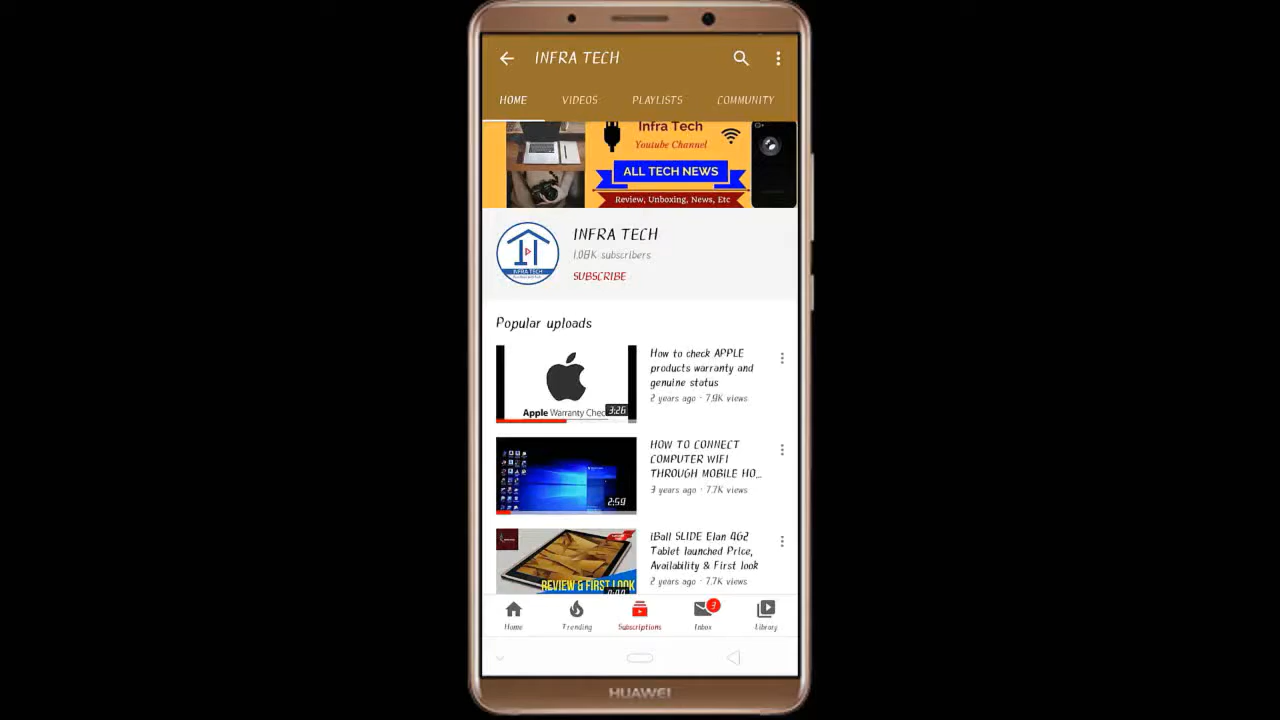 INFRA TECH
HOME VIDEOS PLAYLISTS COMMUNITY
Infra Tech
Youtube Channel
ALL TECH NEWS
Review, Unboxing, News, Etc
INFRA TECH
INFRA TECH
1.08K subscribers
SUBSCRIBE
Popular uploads
Apple Warranty Chec
3:26
How to check APPLE
products warranty and
genuine status
2 years ago · 7.9K views
2:59
HOW TO CONNECT
COMPUTER WIFI
THROUGH MOBILE HO...
3 years ago · 7.7K views
REVIEW & FIRST LOOK
iBall SLIDE Elan 4G2
Tablet launched Price,
Availability & First look
2 years ago · 7.7K views
Home Trending Subscriptions Inbox Library
HUAWEI